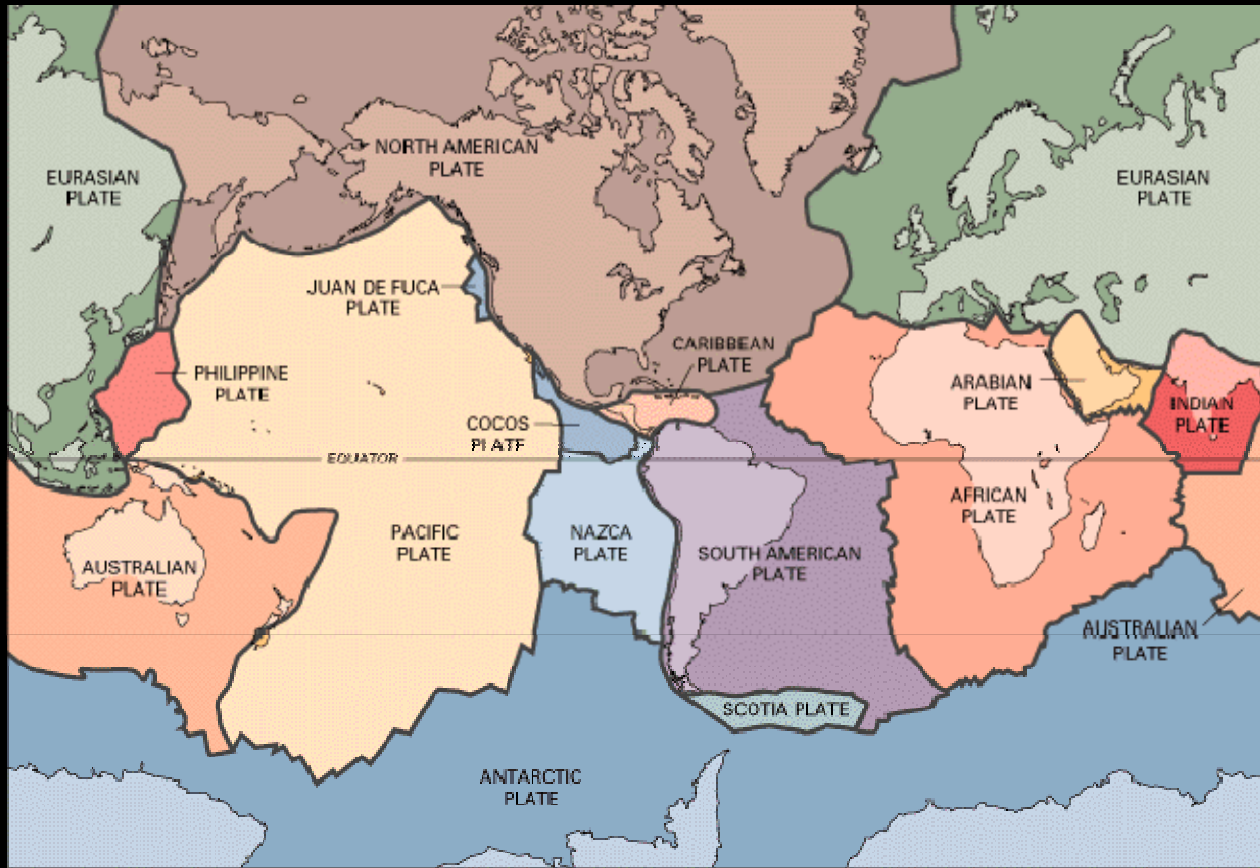 NORTH AMERICAN
PLATE
EURASIAN
PLATE
EURASIAN
PLATE
JUAN DE FUCA
PLATE
CARIBBEAN
PLATE
PHILIPPINE
PLATE
ARABIAN
PLATE
INDIAN
PLATE
COCOS
PLATE
EQUATOR
AFRICAN
PLATE
PACIFIC
PLATE
NAZCA
PLATE
SOUTH AMERICAN
PLATE
AUSTRALIAN
PLATE
AUSTRALIAN
PLATE
SCOTIA PLATE
ANTARCTIC
PLATE